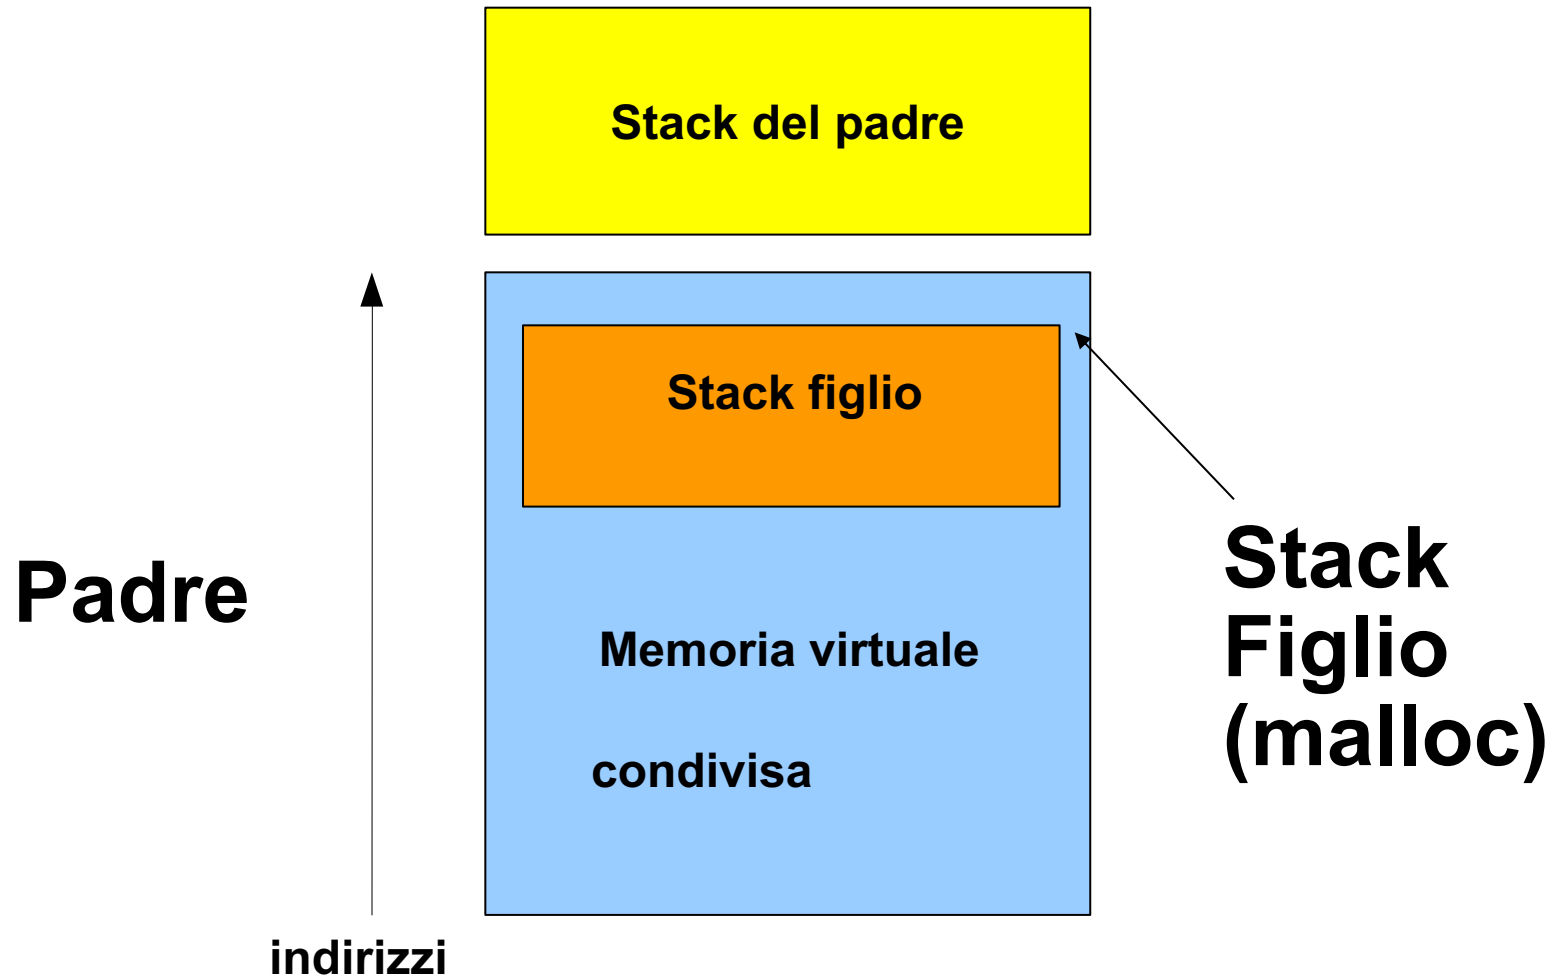 Stack del padre
Stack figlio
Padre
Stack
Figlio
(malloc)
Memoria virtuale
condivisa
indirizzi